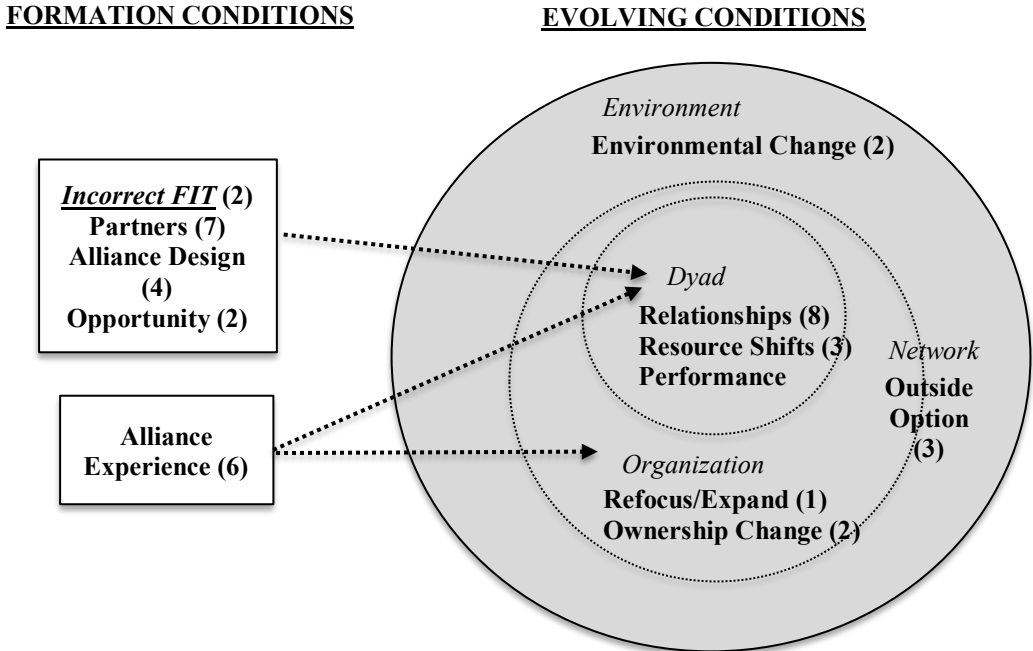 FORMATION CONDITIONS
EVOLVING CONDITIONS
Incorrect FIT (2)
Partners (7)
Alliance Design
(4)
Opportunity (2)
Alliance
Experience (6)
Environment
Environmental Change (2)
Dyad
Relationships (8)
Resource Shifts (3)
Performance
Network
Outside
Option
(3)
Organization
Refocus/Expand (1)
Ownership Change (2)